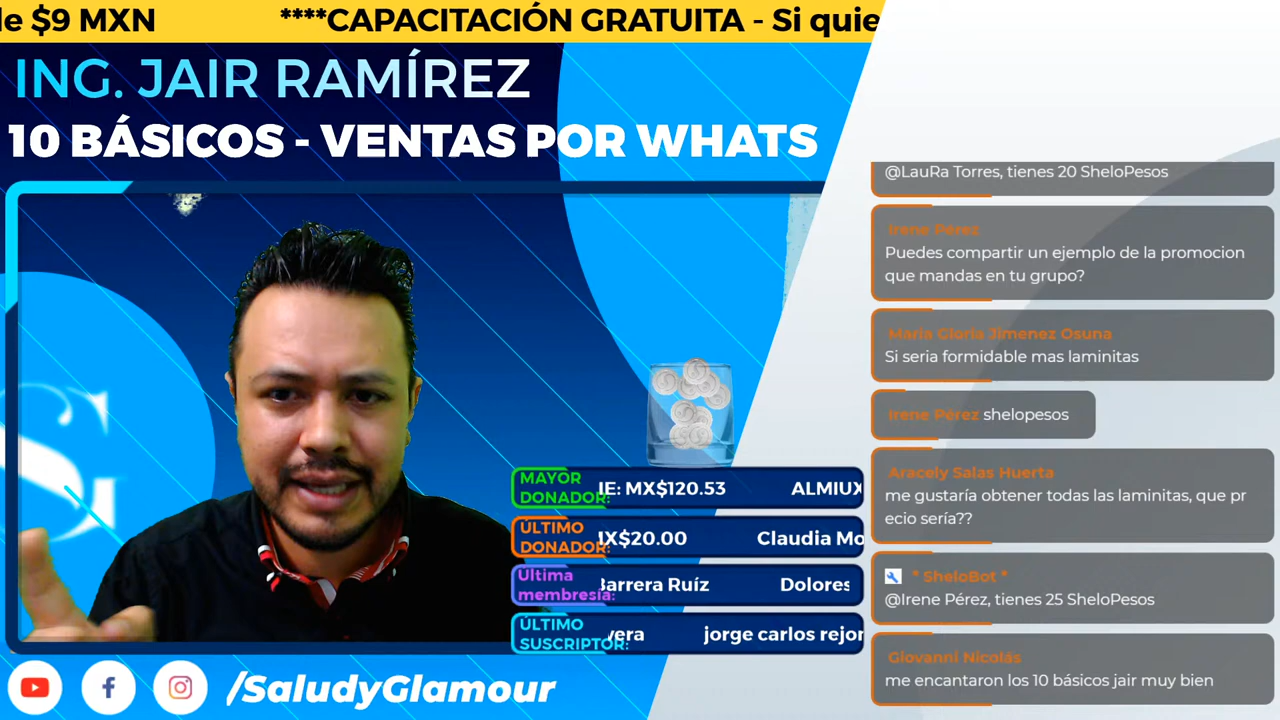 de $9 MXN ****CAPACITACIÓN GRATUITA - Si quie
ING. JAIR RAMÍREZ
10 BÁSICOS - VENTAS POR WHATS
@LauRa Torres, tienes 20 SheloPesos
Irene Pérez
Puedes compartir un ejemplo de la promocion
que mandas en tu grupo?
Maria Gloria Jimenez Osuna
Si seria formidable mas laminitas
Irene Pérez shelopesos
Aracely Salas Huerta
me gustaría obtener todas las laminitas, que pr
ecio sería??
* SheloBot *
@Irene Pérez, tienes 25 SheloPesos
Giovanni Nicolás
me encantaron los 10 básicos jair muy bien
MAYOR
DONADOR:
IE: MX$120.53 ALMIUX
ÚLTIMO
DONADOR:
MX$20.00 Claudia Mo
Última
membresía:
Barrera Ruíz Dolores
ÚLTIMO
SUSCRIPTOR:
vera jorge carlos rejor
/SaludyGlamour
S